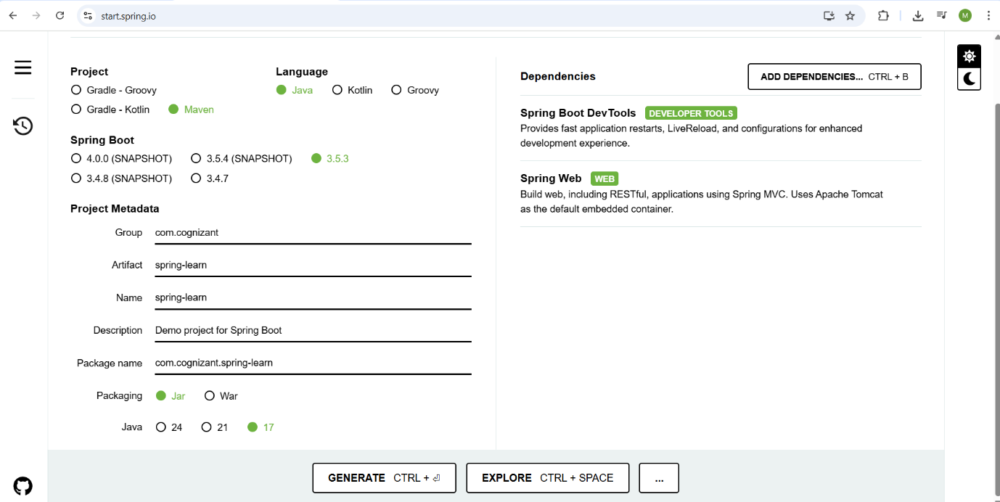 start.spring.io
M
Project
Gradle - Groovy
Gradle - Kotlin Maven
Language
Java Kotlin Groovy
Spring Boot
4.0.0 (SNAPSHOT) 3.5.4 (SNAPSHOT) 3.5.3
3.4.8 (SNAPSHOT) 3.4.7
Project Metadata
Group com.cognizant
Artifact spring-learn
Name spring-learn
Description Demo project for Spring Boot
Package name com.cognizant.spring-learn
Packaging Jar War
Java 24 21 17
Dependencies ADD DEPENDENCIES... CTRL + B
Spring Boot DevTools DEVELOPER TOOLS
Provides fast application restarts, LiveReload, and configurations for enhanced
development experience.
Spring Web WEB
Build web, including RESTful, applications using Spring MVC. Uses Apache Tomcat
as the default embedded container.
GENERATE CTRL + ⏎ EXPLORE CTRL + SPACE ...